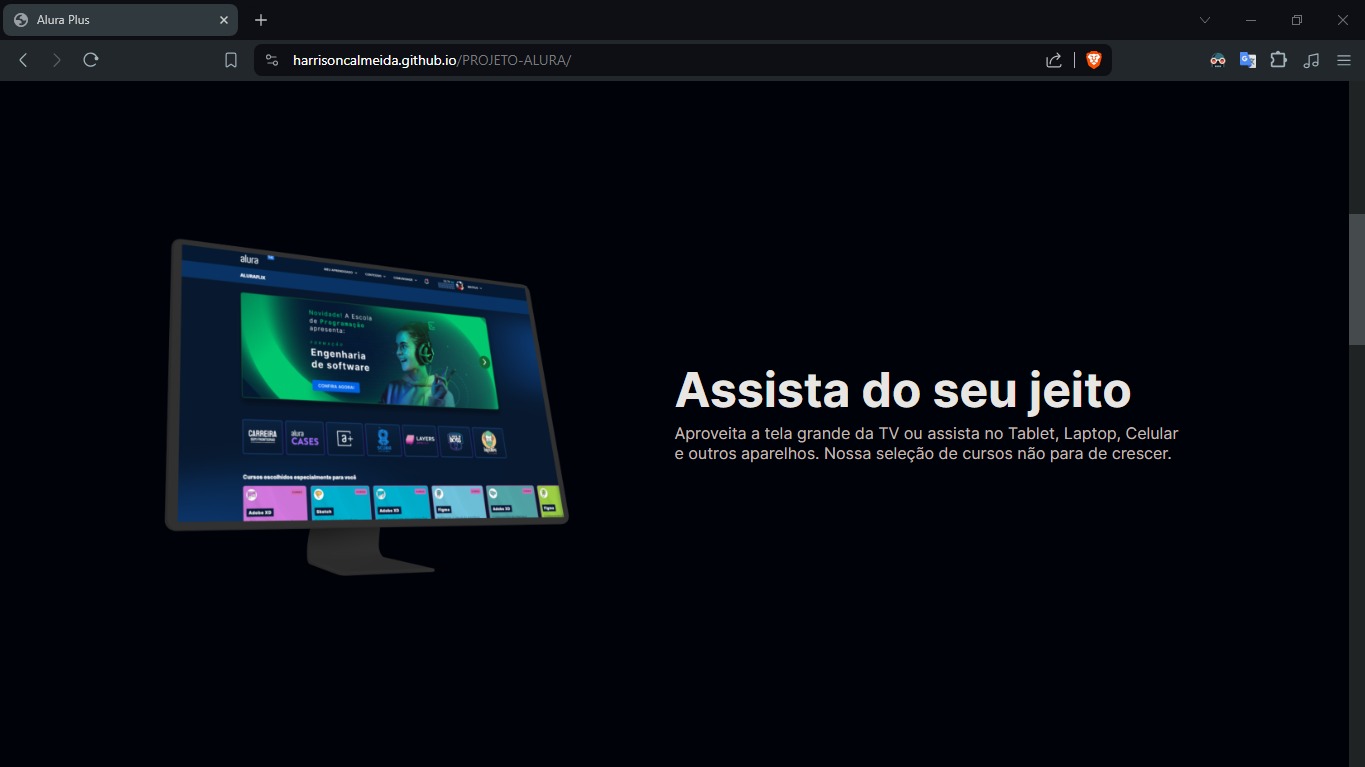 Alura Plus
harrisoncalmeida.github.io/PROJETO-ALURA/
alura
ALURAFLIX
Novidade! A Escola
de Programação
apresenta:
FORMAÇÃO
Engenharia
de software
CONFIRA AGORA!
CARREIRA
alura
CASES
a+
LAYERS
Cursos escolhidos especialmente para você
Adobe XD
Sketch
Adobe XD
Figma
Adobe XD
Figma
Assista do seu jeito
Aproveita a tela grande da TV ou assista no Tablet, Laptop, Celular
e outros aparelhos. Nossa seleção de cursos não para de crescer.